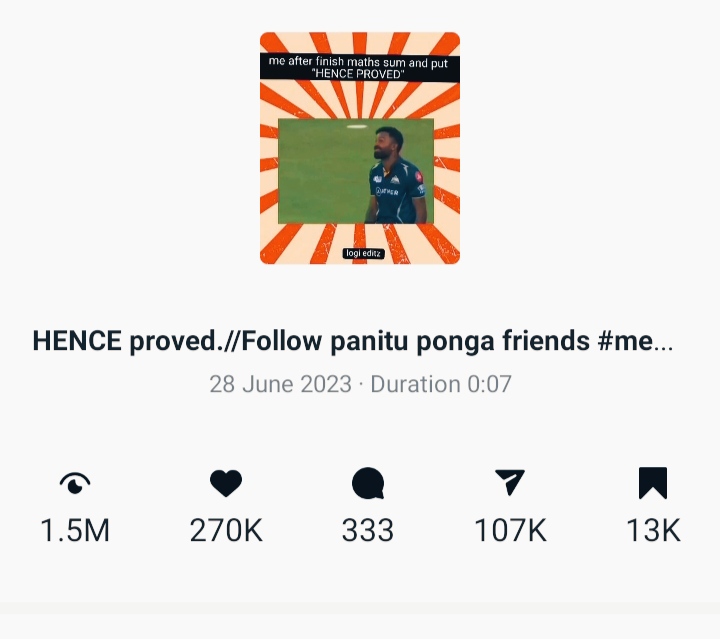 me after finish maths sum and put
"HENCE PROVED"
logi editz
HENCE proved.//Follow panitu ponga friends #me...
28 June 2023 · Duration 0:07
1.5M 270K 333 107K 13K